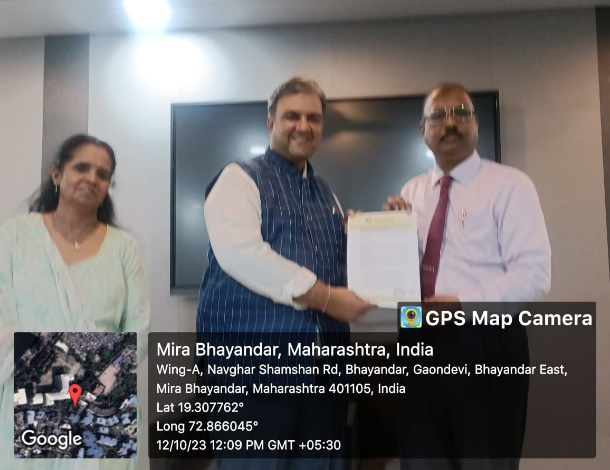 GPS Map Camera
Mira Bhayandar, Maharashtra, India
Wing-A, Navghar Shamshan Rd, Bhayandar, Gaondevi, Bhayandar East,
Mira Bhayandar, Maharashtra 401105, India
Lat 19.307762°
Long 72.866045°
12/10/23 12:09 PM GMT +05:30
Google